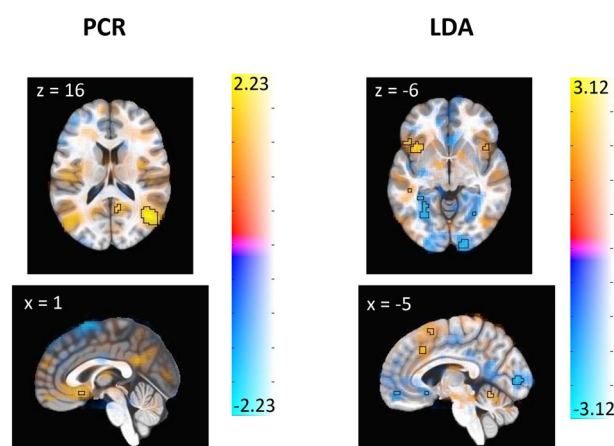 PCR
LDA
z = 16
2.23
z = -6
3.12
x = 1
-2.23
x = -5
-3.12